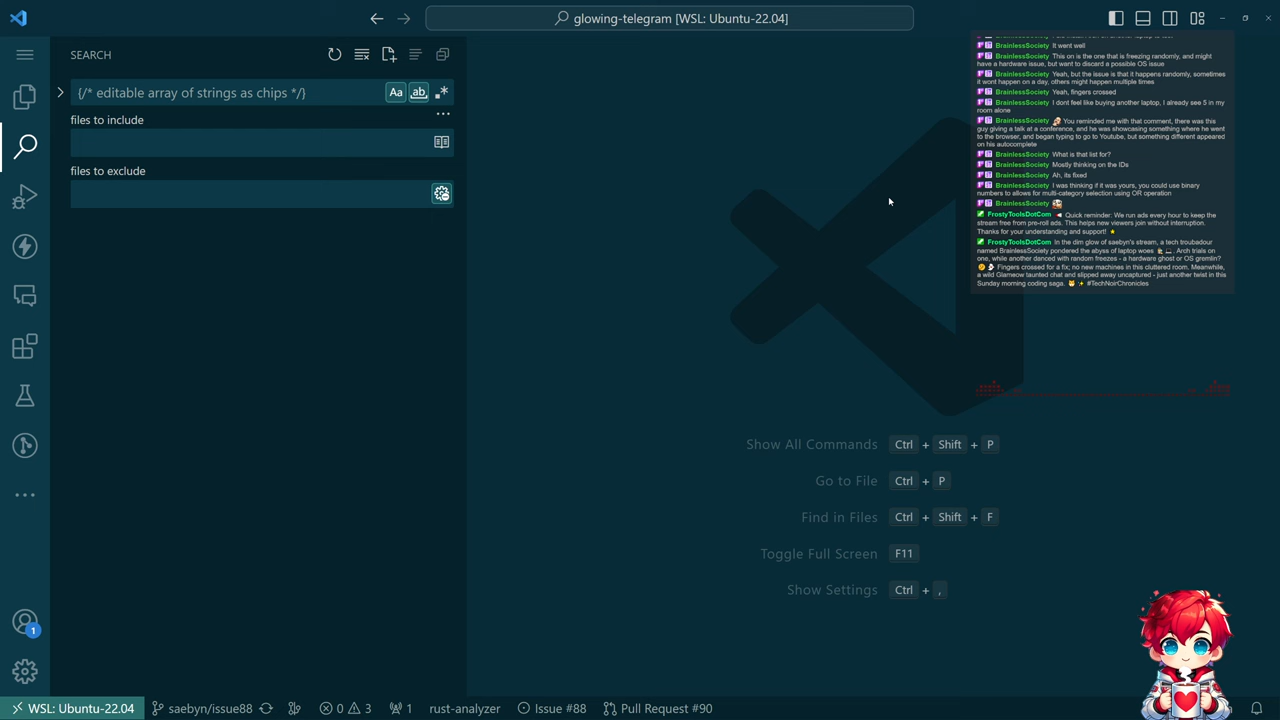 glowing-telegram [WSL: Ubuntu-22.04]
SEARCH
{/* editable array of strings as chips */}
Aa
ab
files to include
files to exclude
BrainlessSociety It went well
BrainlessSociety This on is the one that is freezing randomly, and might
have a hardware issue, but want to discard a possible OS issue
BrainlessSociety Yeah, but the issue is that it happens randomly, sometimes
it wont happen on a day, others might happen multiple times
BrainlessSociety Yeah, fingers crossed
BrainlessSociety I dont feel like buying another laptop, I already see 5 in my
room alone
BrainlessSociety You reminded me with that comment, there was this
guy giving a talk at a conference, and he was showcasing something where he went
to the browser, and began typing to go to Youtube, but something different appeared
on his autocomplete
BrainlessSociety What is that list for?
BrainlessSociety Mostly thinking on the IDs
BrainlessSociety Ah, its fixed
BrainlessSociety I was thinking if it was yours, you could use binary
numbers to allows for multi-category selection using OR operation
BrainlessSociety
FrostyToolsDotCom Quick reminder: We run ads every hour to keep the
stream free from pre-roll ads. This helps new viewers join without interruption.
Thanks for your understanding and support!
FrostyToolsDotCom In the dim glow of saebyn's stream, a tech troubadour
named BrainlessSociety pondered the abyss of laptop woes. Arch trials on
one, while another danced with random freezes - a hardware ghost or OS gremlin?
Fingers crossed for a fix; no new machines in this cluttered room. Meanwhile,
a wild Glameow taunted chat and slipped away uncaptured - just another twist in this
Sunday morning coding saga. #TechNoirChronicles
Show All Commands Ctrl + Shift + P
Go to File Ctrl + P
Find in Files Ctrl + Shift + F
Toggle Full Screen F11
Show Settings Ctrl + ,
1
WSL: Ubuntu-22.04 saebyn/issue88 0 3 1 rust-analyzer Issue #88 Pull Request #90